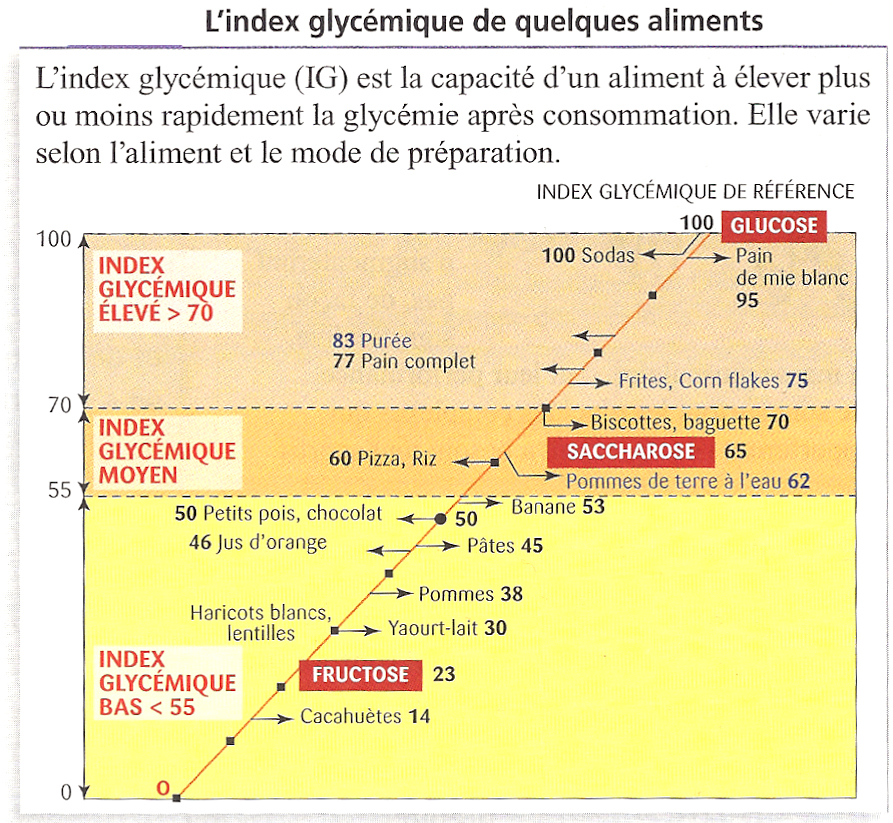 L'index glycémique de quelques aliments
L'index glycémique (IG) est la capacité d'un aliment à élever plus
ou moins rapidement la glycémie après consommation. Elle varie
selon l'aliment et le mode de préparation.
INDEX GLYCÉMIQUE DE RÉFÉRENCE
100 GLUCOSE
100
100 Sodas
Pain
de mie blanc
95
INDEX
GLYCÉMIQUE
ÉLEVÉ > 70
83 Purée
77 Pain complet
Frites, Corn flakes 75
70
Biscottes, baguette 70
INDEX
GLYCÉMIQUE
MOYEN
SACCHAROSE 65
60 Pizza, Riz
Pommes de terre à l'eau 62
55
Banane 53
50 Petits pois, chocolat
50
46 Jus d'orange
Pâtes 45
Pommes 38
Haricots blancs,
lentilles
Yaourt-lait 30
INDEX
GLYCÉMIQUE
BAS < 55
FRUCTOSE 23
Cacahuètes 14
0
O